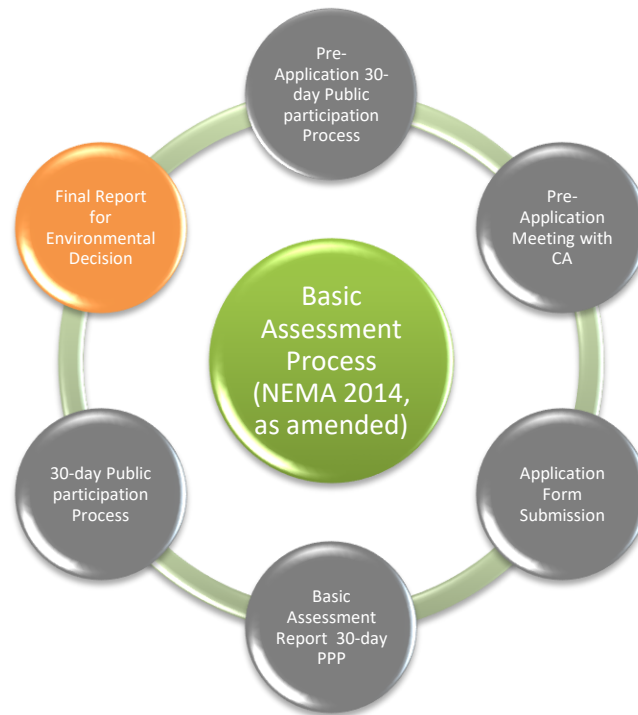 Pre-
Application 30-
day Public
participation
Process
Pre-
Application
Meeting with
CA
Application
Form
Submission
Basic
Assessment
Report 30-day
PPP
30-day Public
participation
Process
Final Report
for
Environmental
Decision
Basic
Assessment
Process
(NEMA 2014,
as amended)